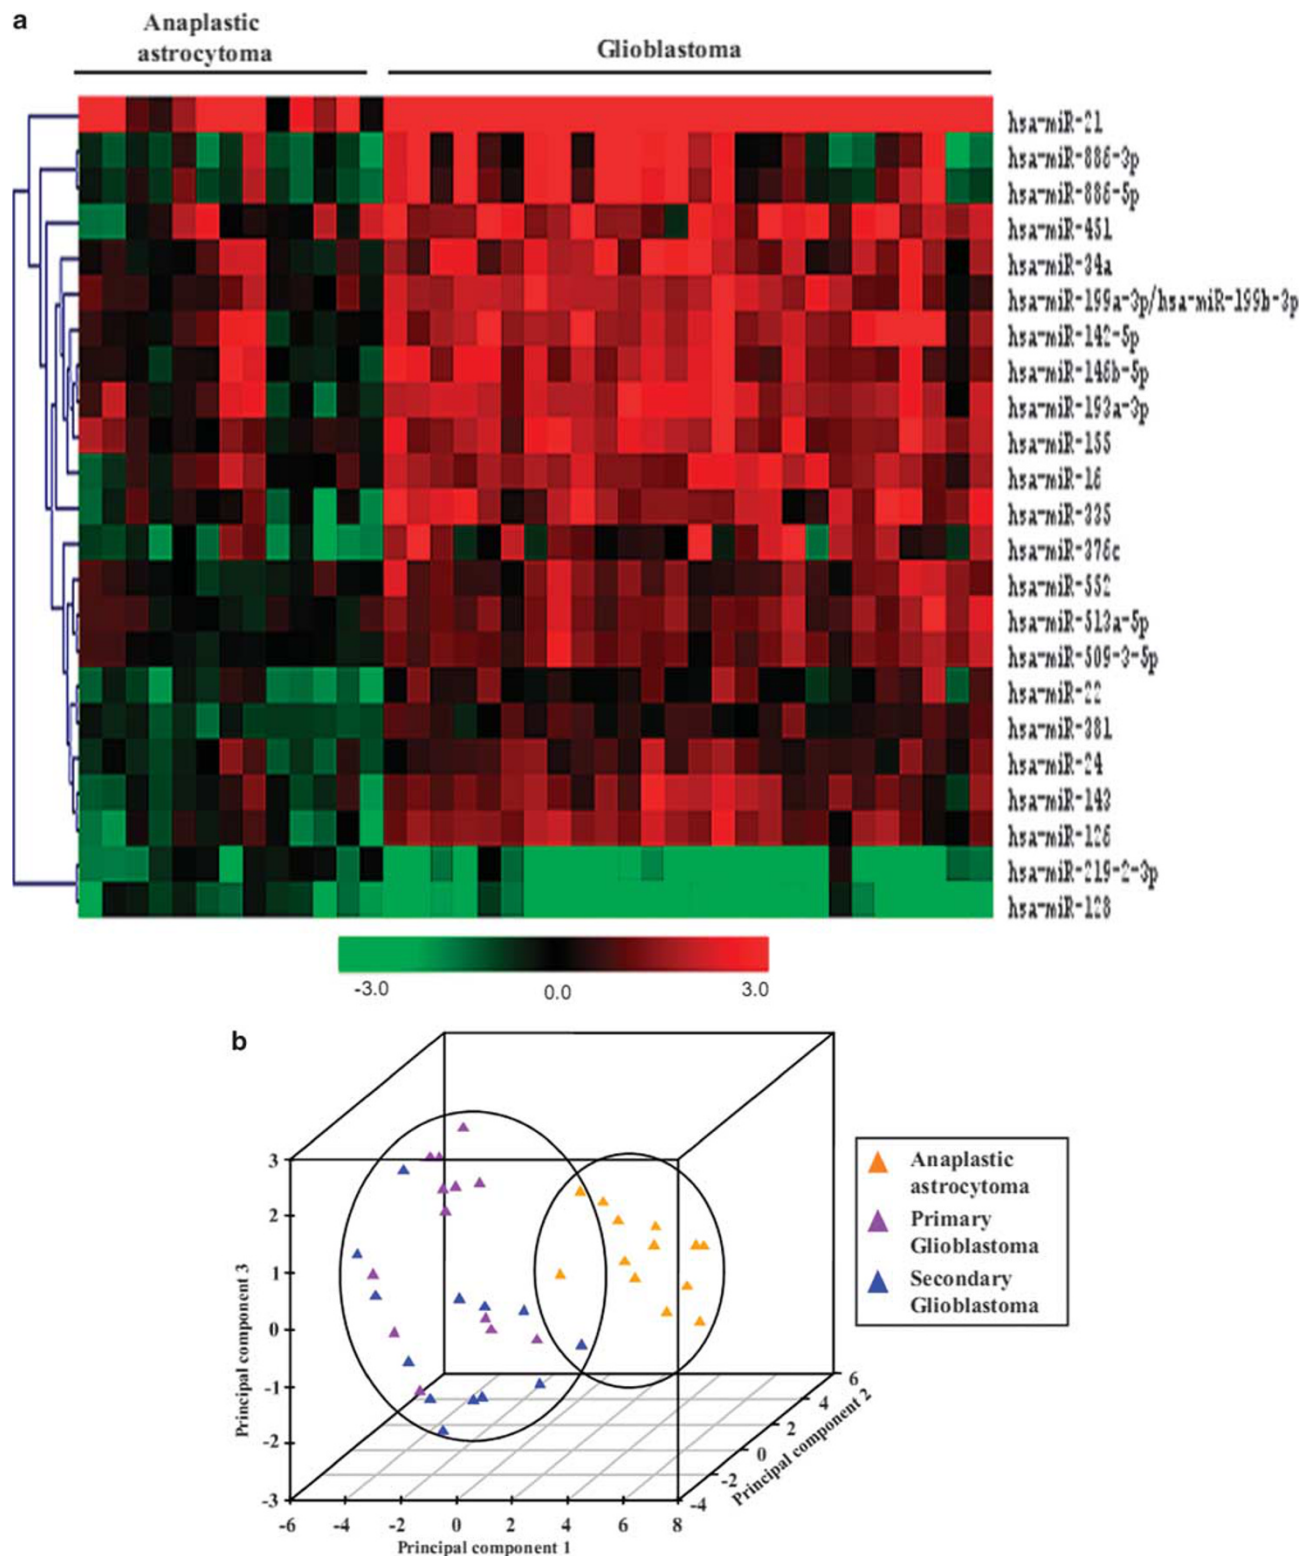 a
Anaplastic
astrocytoma
Glioblastoma
hsa-miR-21
hsa-miR-886-3p
hsa-miR-886-5p
hsa-miR-451
hsa-miR-34a
hsa-miR-199a-3p/hsa-miR-199b-3p
hsa-miR-142-5p
hsa-miR-146b-5p
hsa-miR-193a-3p
hsa-miR-155
hsa-miR-16
hsa-miR-335
hsa-miR-376c
hsa-miR-552
hsa-miR-513a-5p
hsa-miR-509-3-5p
hsa-miR-22
hsa-miR-381
hsa-miR-24
hsa-miR-143
hsa-miR-126
hsa-miR-219-2-3p
hsa-miR-128
-3.0 0.0 3.0
b
Anaplastic
astrocytoma
Primary
Glioblastoma
Secondary
Glioblastoma
Principal component 3
3
2
1
0
-1
-2
-3
-6 -4 -2 0 2 4 6 8
Principal component 1
6
4
2
0
-2
-4
Principal component 2